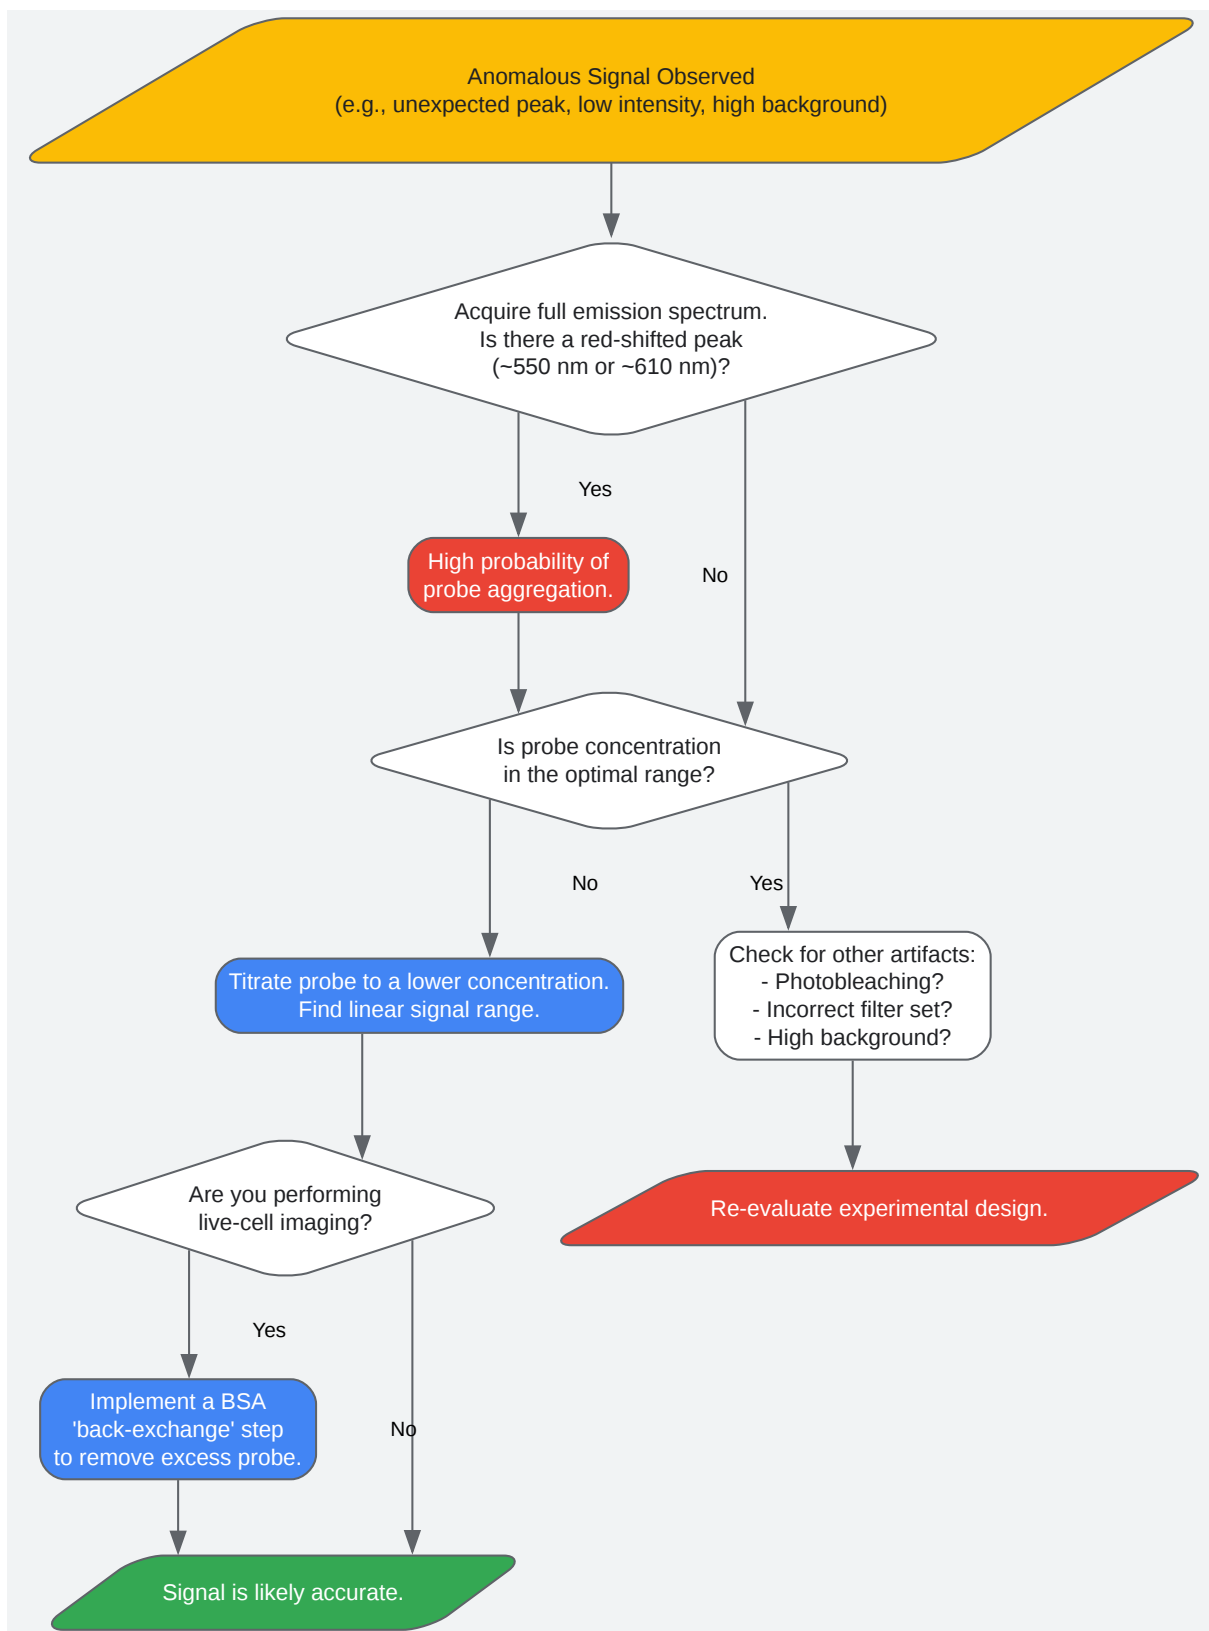 Anomalous Signal Observed
(e.g., unexpected peak, low intensity, high background)
Acquire full emission spectrum.
Is there a red-shifted peak
(~550 nm or ~610 nm)?
Yes
High probability of
probe aggregation.
No
Is probe concentration
in the optimal range?
No
Yes
Titrate probe to a lower concentration.
Find linear signal range.
Check for other artifacts:
- Photobleaching?
- Incorrect filter set?
- High background?
Are you performing
live-cell imaging?
Re-evaluate experimental design.
Yes
Implement a BSA
'back-exchange' step
to remove excess probe.
No
Signal is likely accurate.